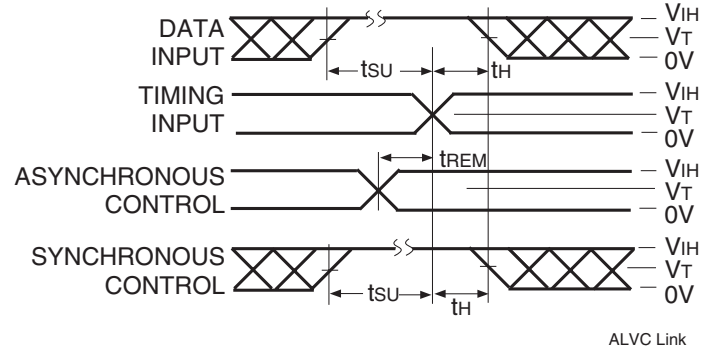 DATA INPUT
tSU
tH
VIH
VT
0V
TIMING INPUT
VIH
VT
0V
tREM
ASYNCHRONOUS CONTROL
VIH
VT
0V
SYNCHRONOUS CONTROL
tSU
tH
VIH
VT
0V
ALVC Link